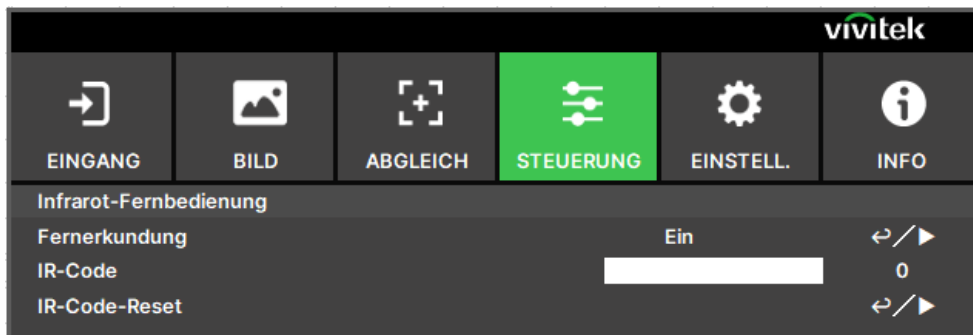 vivitek
EINGANG BILD ABGLEICH STEUERUNG EINSTELL. INFO
Infrarot-Fernbedienung
Fernerkundung Ein ↵/▶
IR-Code 0
IR-Code-Reset ↵/▶